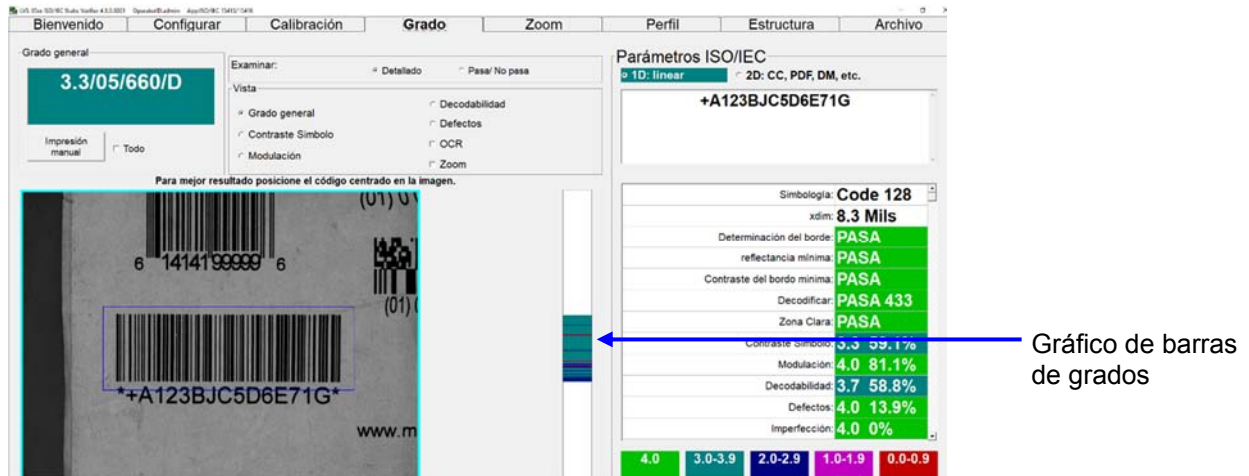 Bienvenido Configurar Calibración Grado Zoom Perfil Estructura Archivo
Grado general
3.3/05/660/D
Impresión manual
Todo
Examinar:
Detallado Pasa/ No pasa
Vista
Grado general
Contraste Simbolo
Modulación
Decodabilidad
Defectos
OCR
Zoom
Para mejor resultado posicione el código centrado en la imagen.
(01)
6 14141 99999 6
(01)
*+A123BJC5D6E71G*
www.m
Parámetros ISO/IEC
1D: linear 2D: CC, PDF, DM, etc.
+A123BJC5D6E71G
Simbología: Code 128
xdim: 8.3 Mils
Determinación del borde: PASA
reflectancia mínima: PASA
Contraste del bordo minima: PASA
Decodificar: PASA 433
Zona Clara: PASA
Contraste Simbolo: 3.3 59.1%
Modulación: 4.0 81.1%
Decodabilidad: 3.7 58.8%
Defectos: 4.0 13.9%
Imperfección: 4.0 0%
4.0 3.0-3.9 2.0-2.9 1.0-1.9 0.0-0.9
Gráfico de barras
de grados